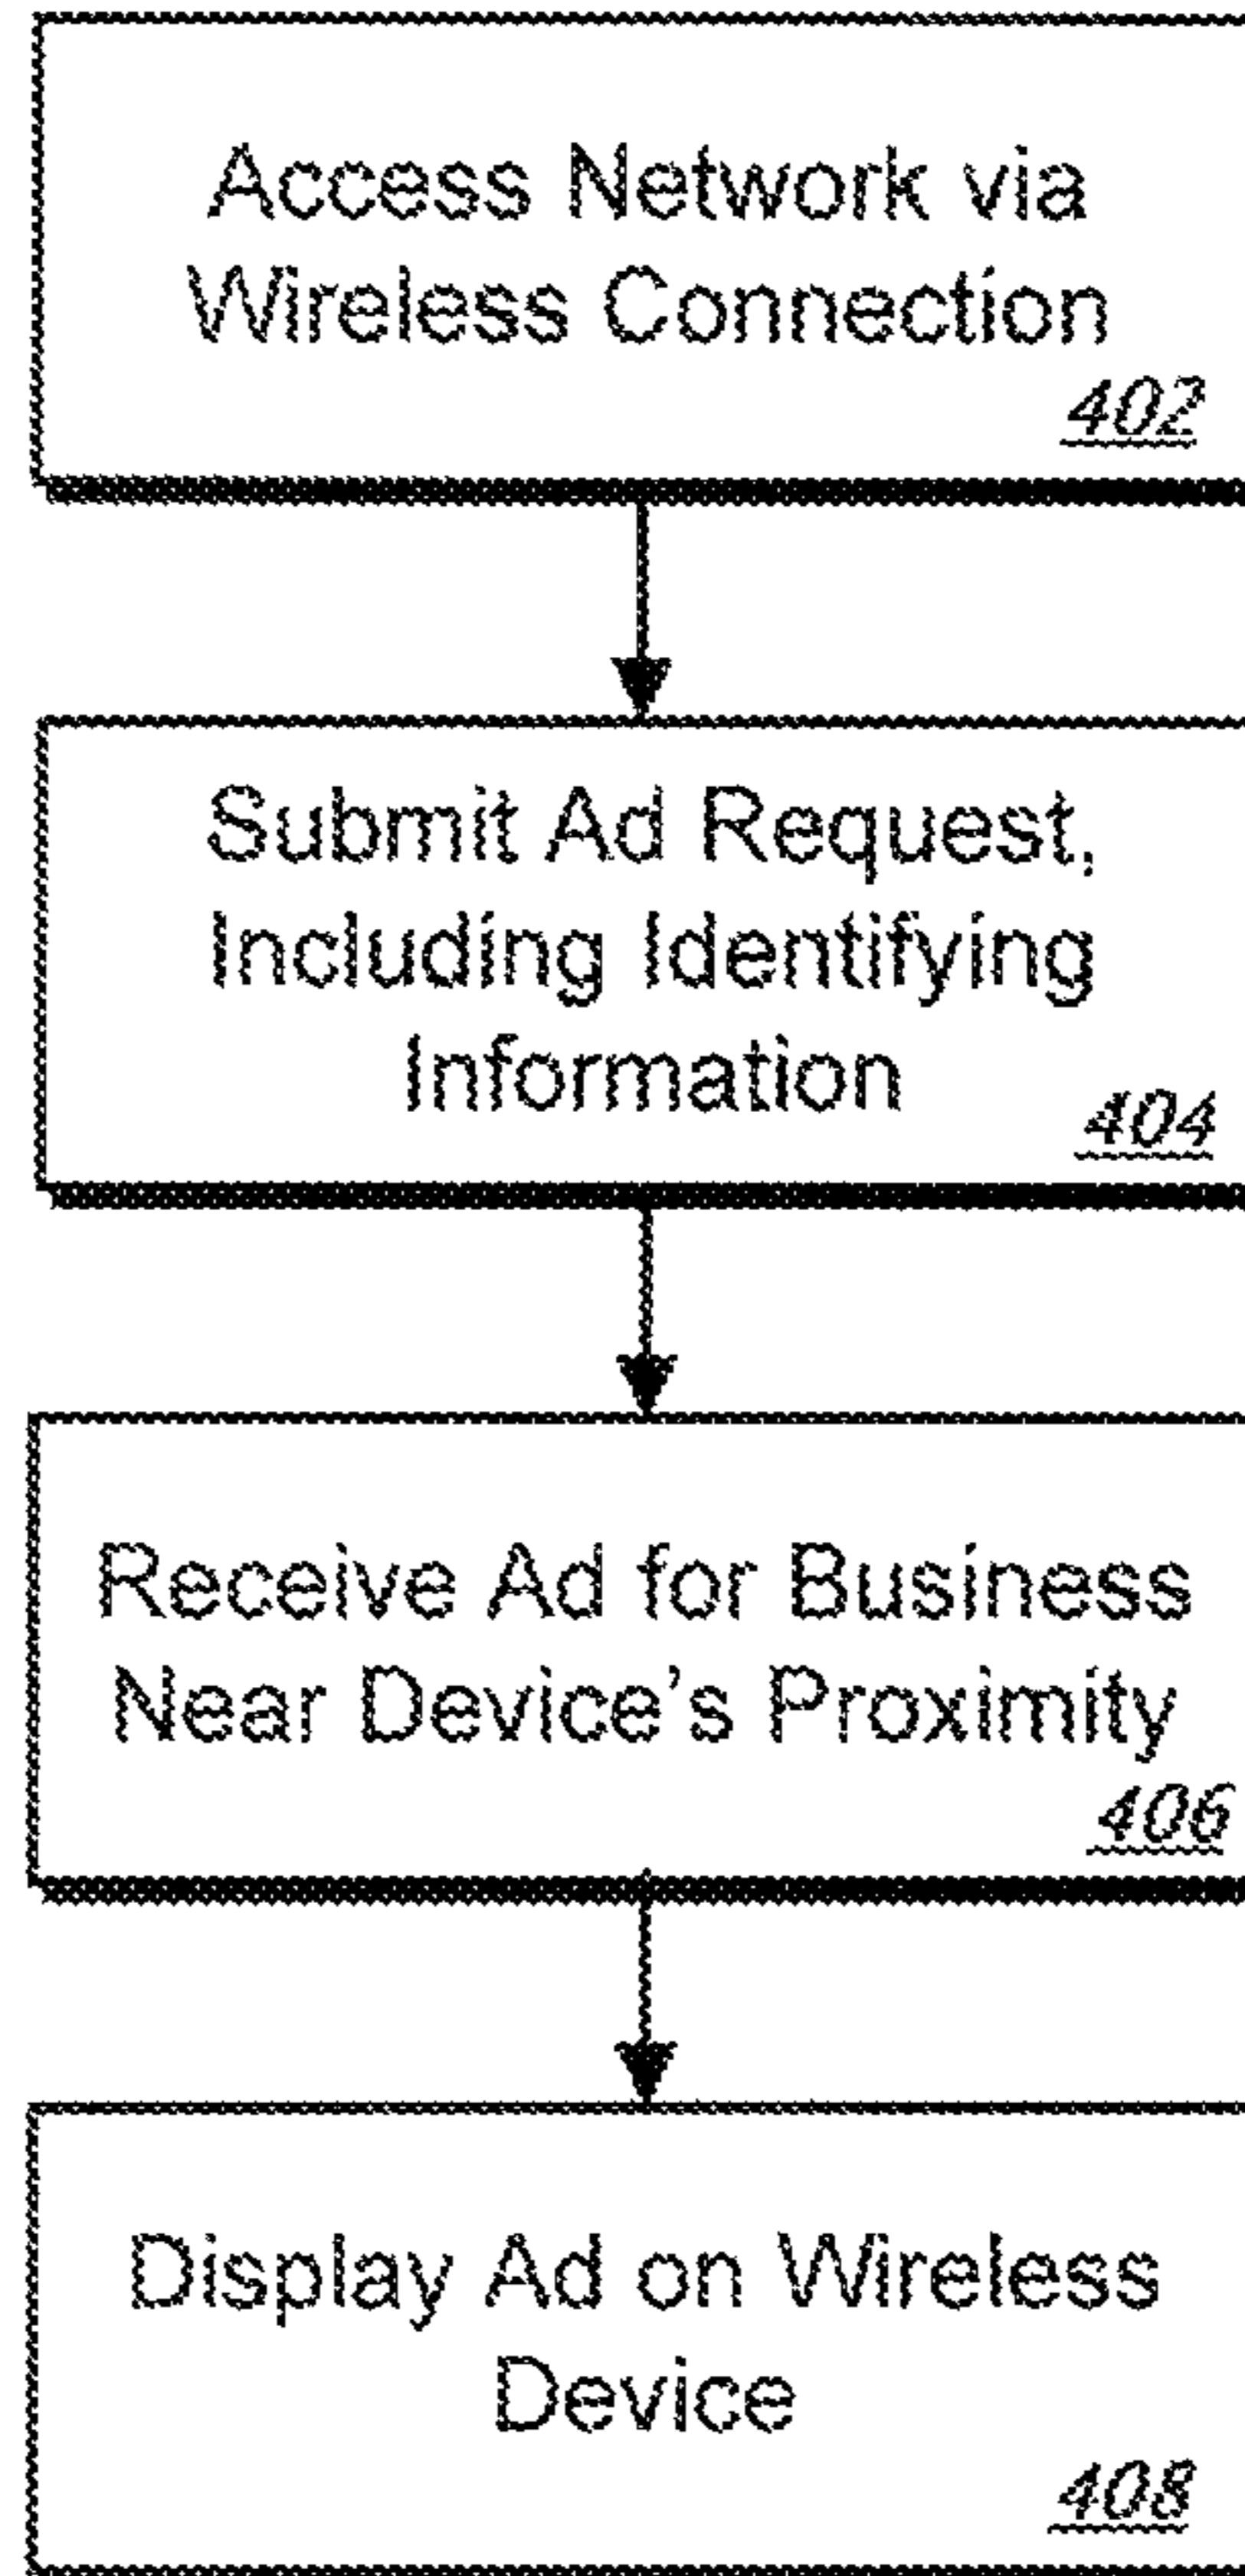 Access Network via
Wireless Connection
402
Submit Ad Request,
Including Identifying
Information
404
Receive Ad for Business
Near Device's Proximity
406
Display Ad on Wireless
Device
408